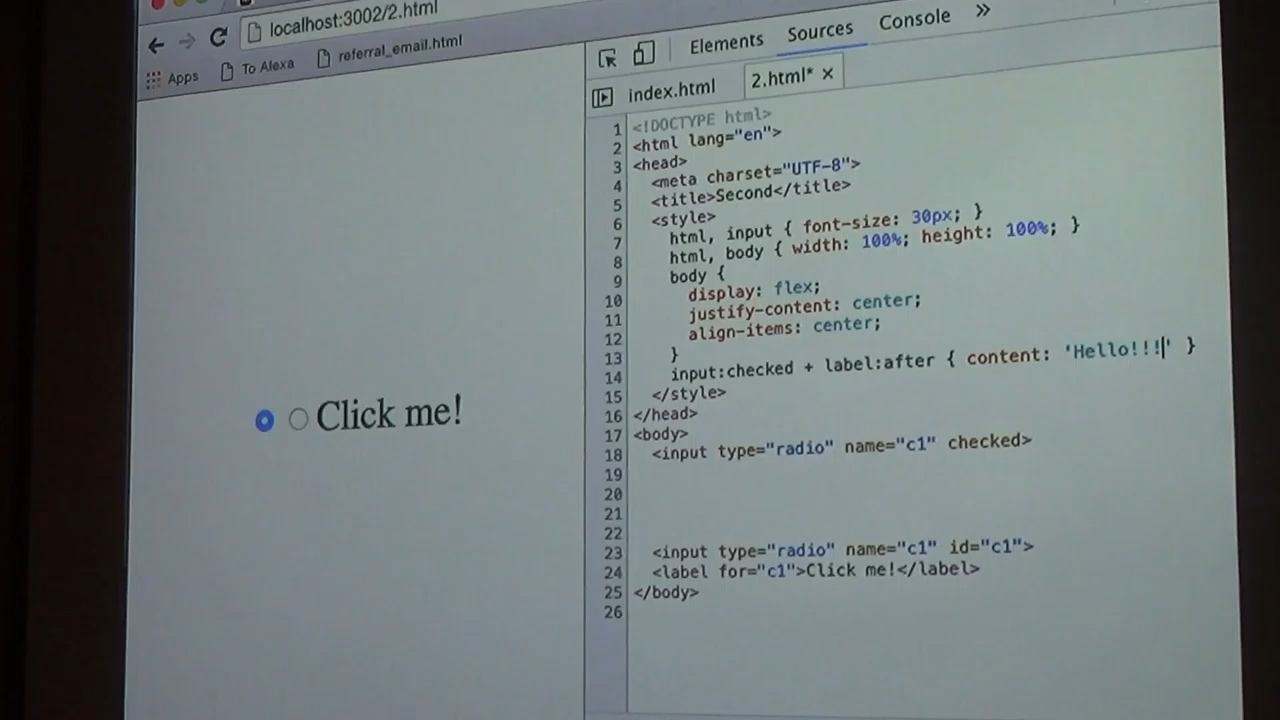 localhost:3002/2.html
Apps To Alexa referral_email.html
Click me!
Elements Sources Console »
index.html 2.html* ×
1 <!DOCTYPE html>
2 <html lang="en">
3 <head>
4 <meta charset="UTF-8">
5 <title>Second</title>
6 <style>
7 html, input { font-size: 30px; }
8 html, body { width: 100%; height: 100%; }
9 body {
10 display: flex;
11 justify-content: center;
12 align-items: center;
13 }
14 input:checked + label:after { content: 'Hello!!!' }
15 </style>
16 </head>
17 <body>
18 <input type="radio" name="c1" checked>
19
20
21
22
23 <input type="radio" name="c1" id="c1">
24 <label for="c1">Click me!</label>
25 </body>
26